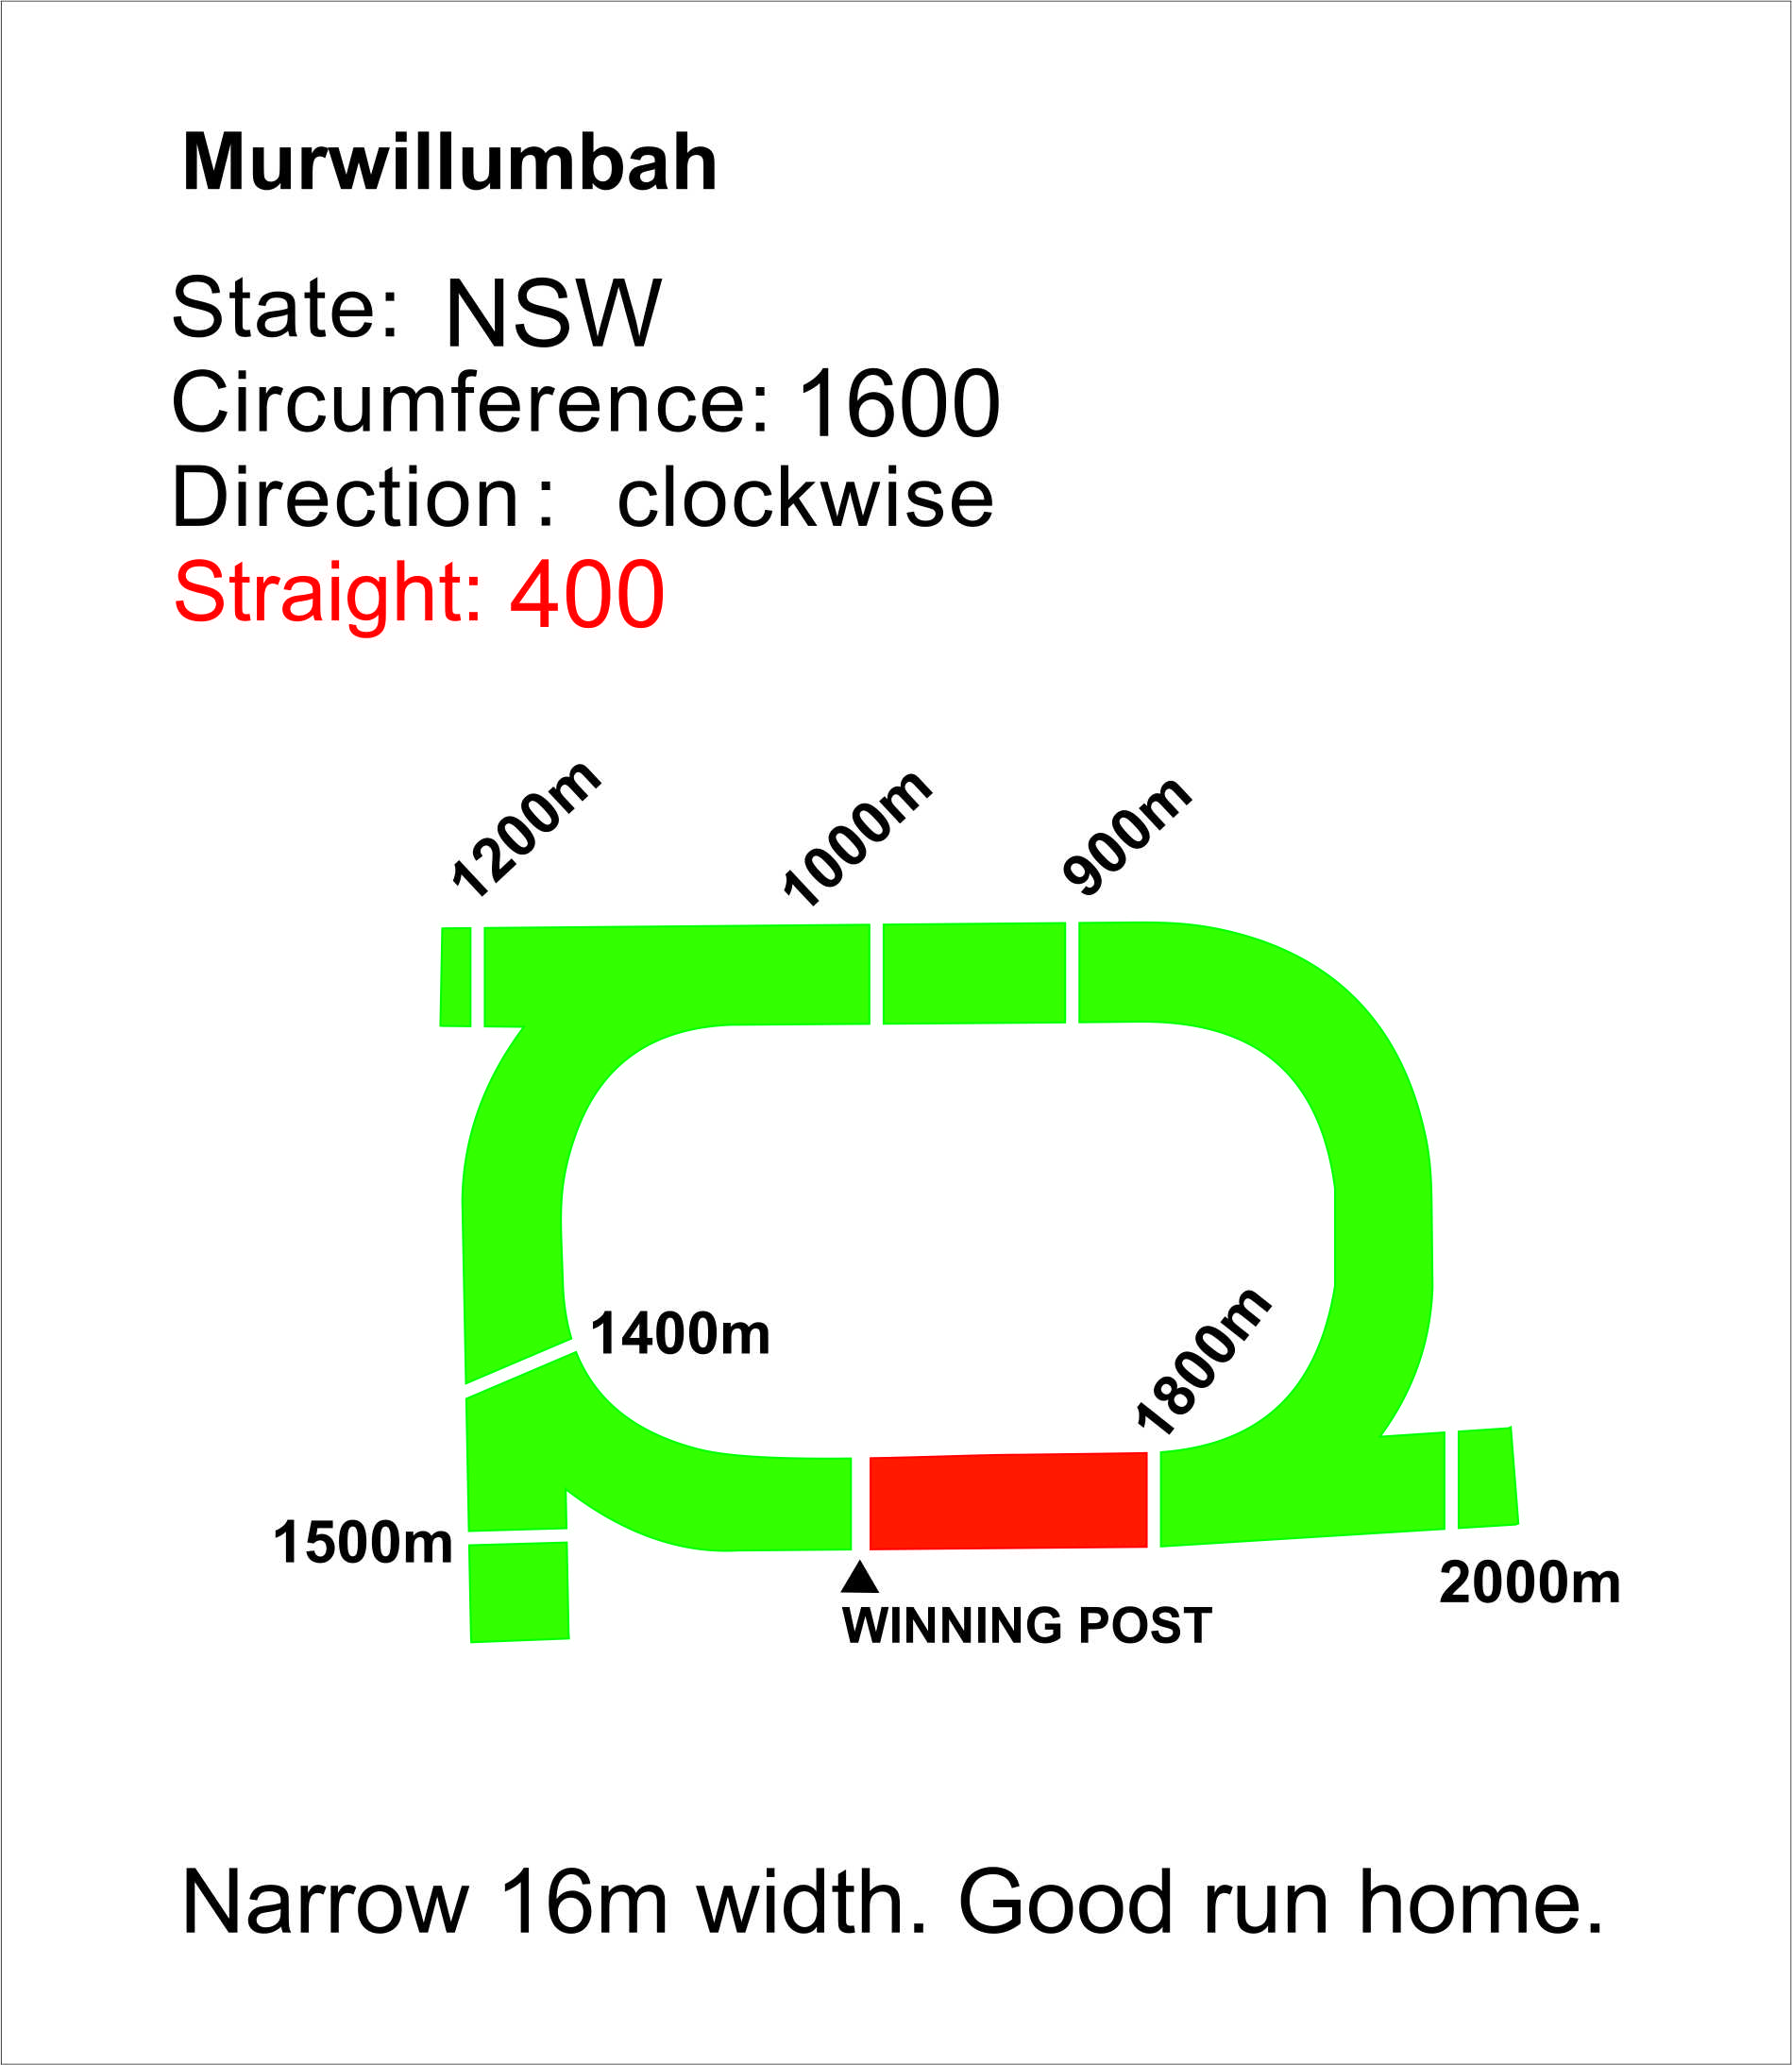 Murwillumbah
State: NSW
Circumference: 1600
Direction: clockwise
Straight: 400
1200m
1000m
900m
1400m
1800m
1500m
2000m
WINNING POST
Narrow 16m width. Good run home.